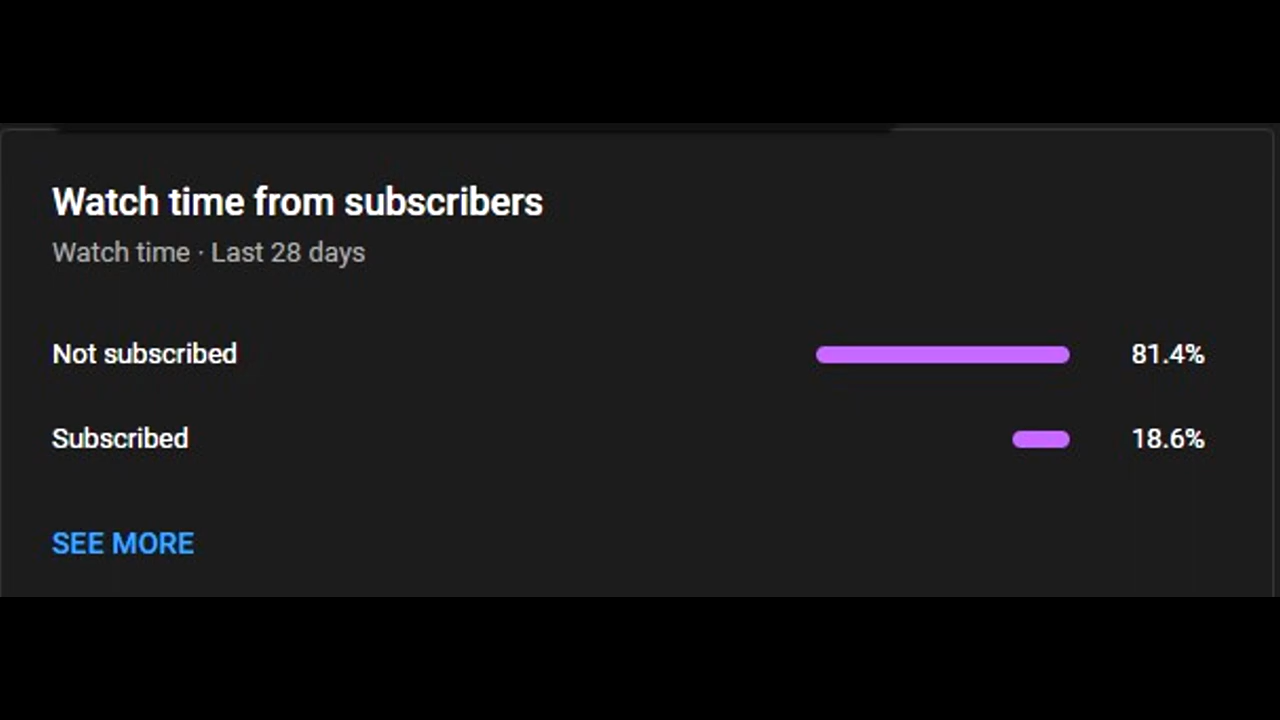 Watch time from subscribers
Watch time · Last 28 days
Not subscribed 81.4%
Subscribed 18.6%
SEE MORE